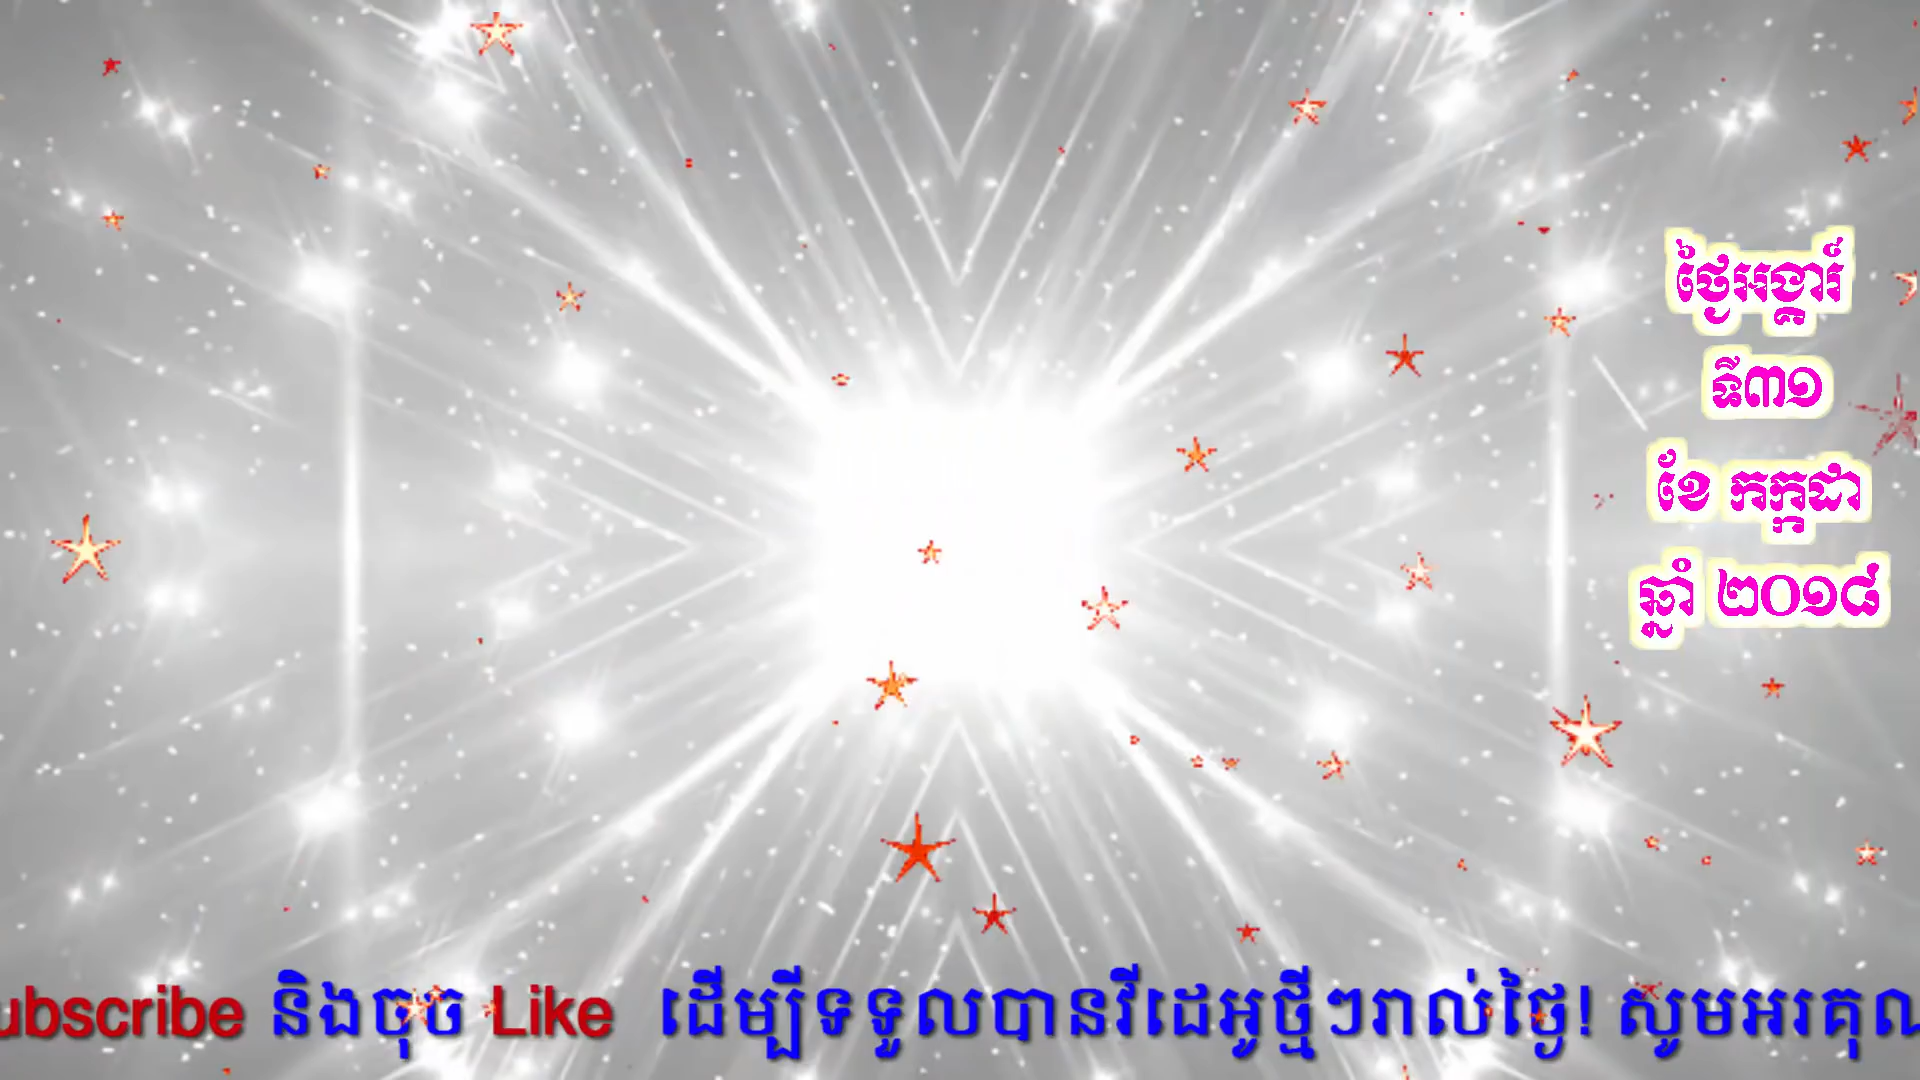 ថ្ងៃអង្គារ៍
ទី៣១
ខែ កក្កដា
ឆ្នាំ ២០១៨
ubscribe និងចុច Like ដើម្បីទទួលបានវីដេអូថ្មីៗរាល់ថ្ងៃ! សូមអរគុណ